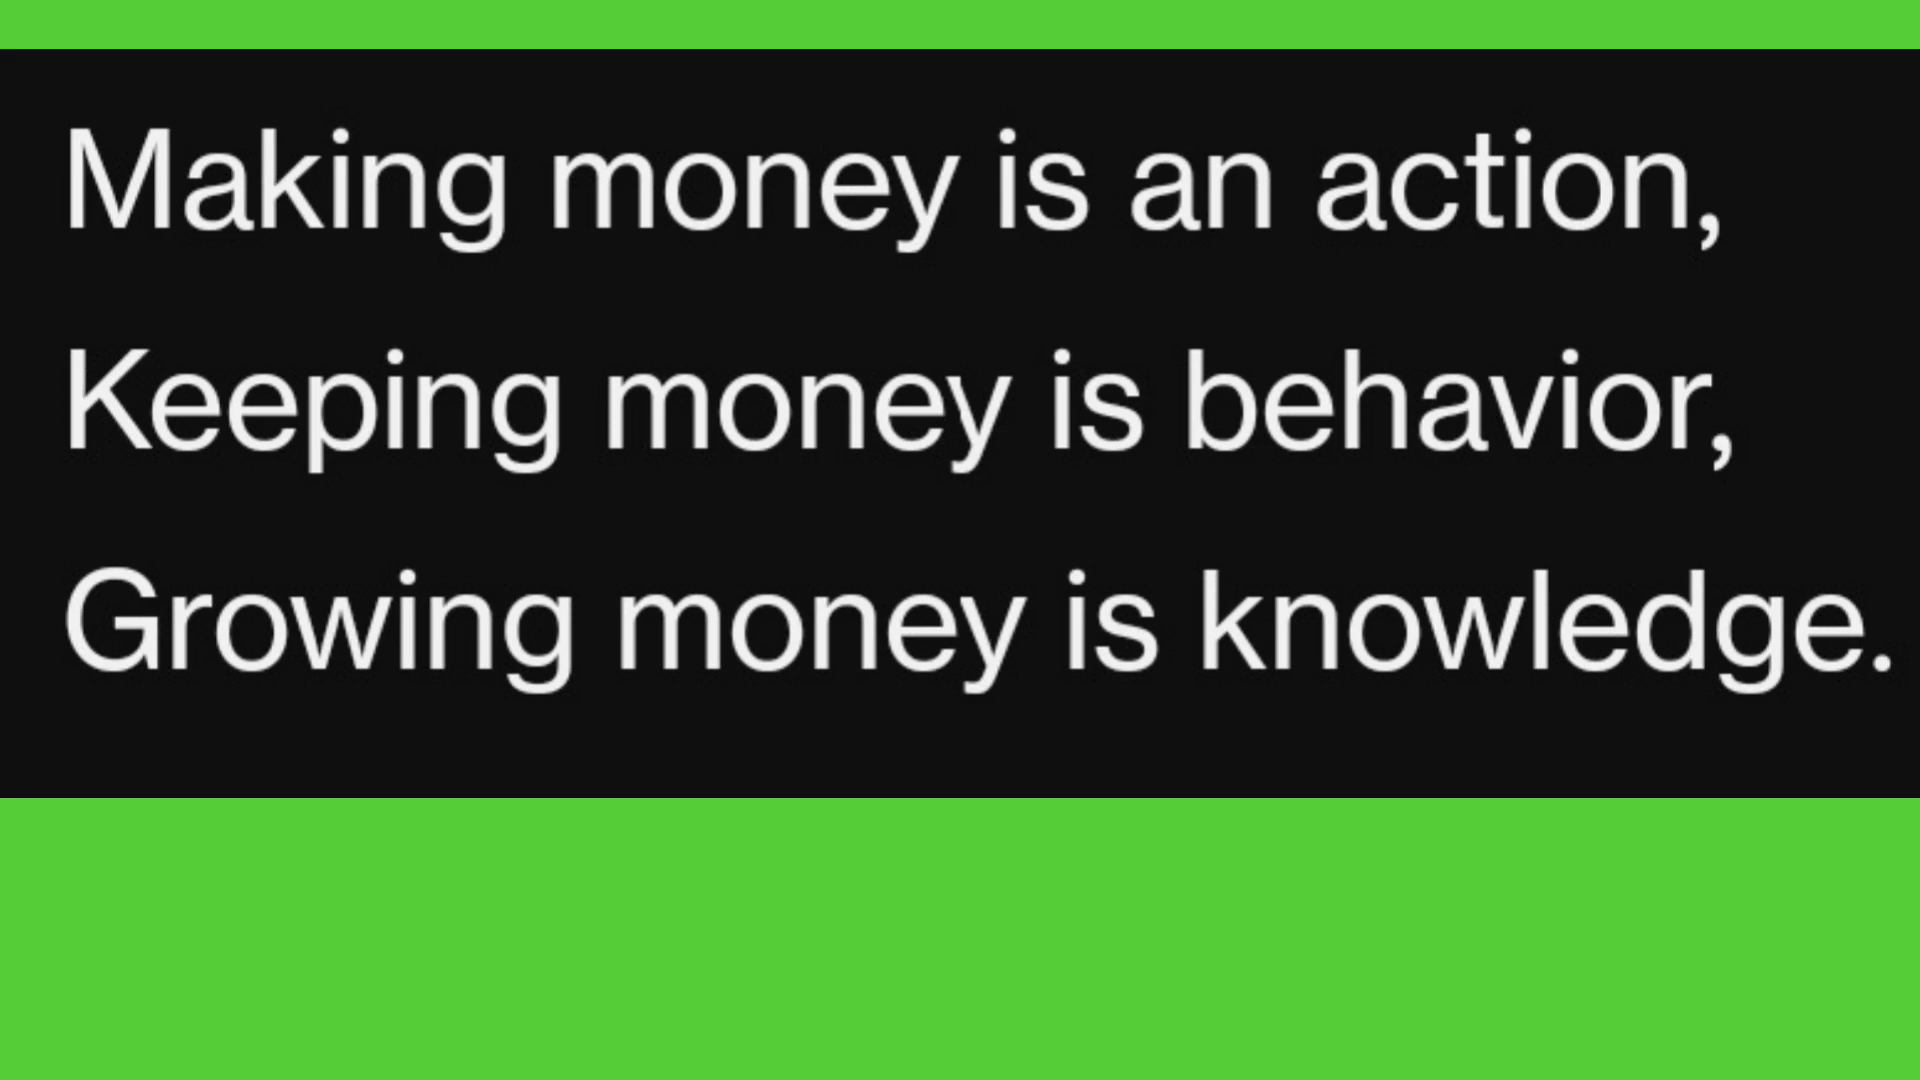 Making money is an action,
Keeping money is behavior,
Growing money is knowledge.